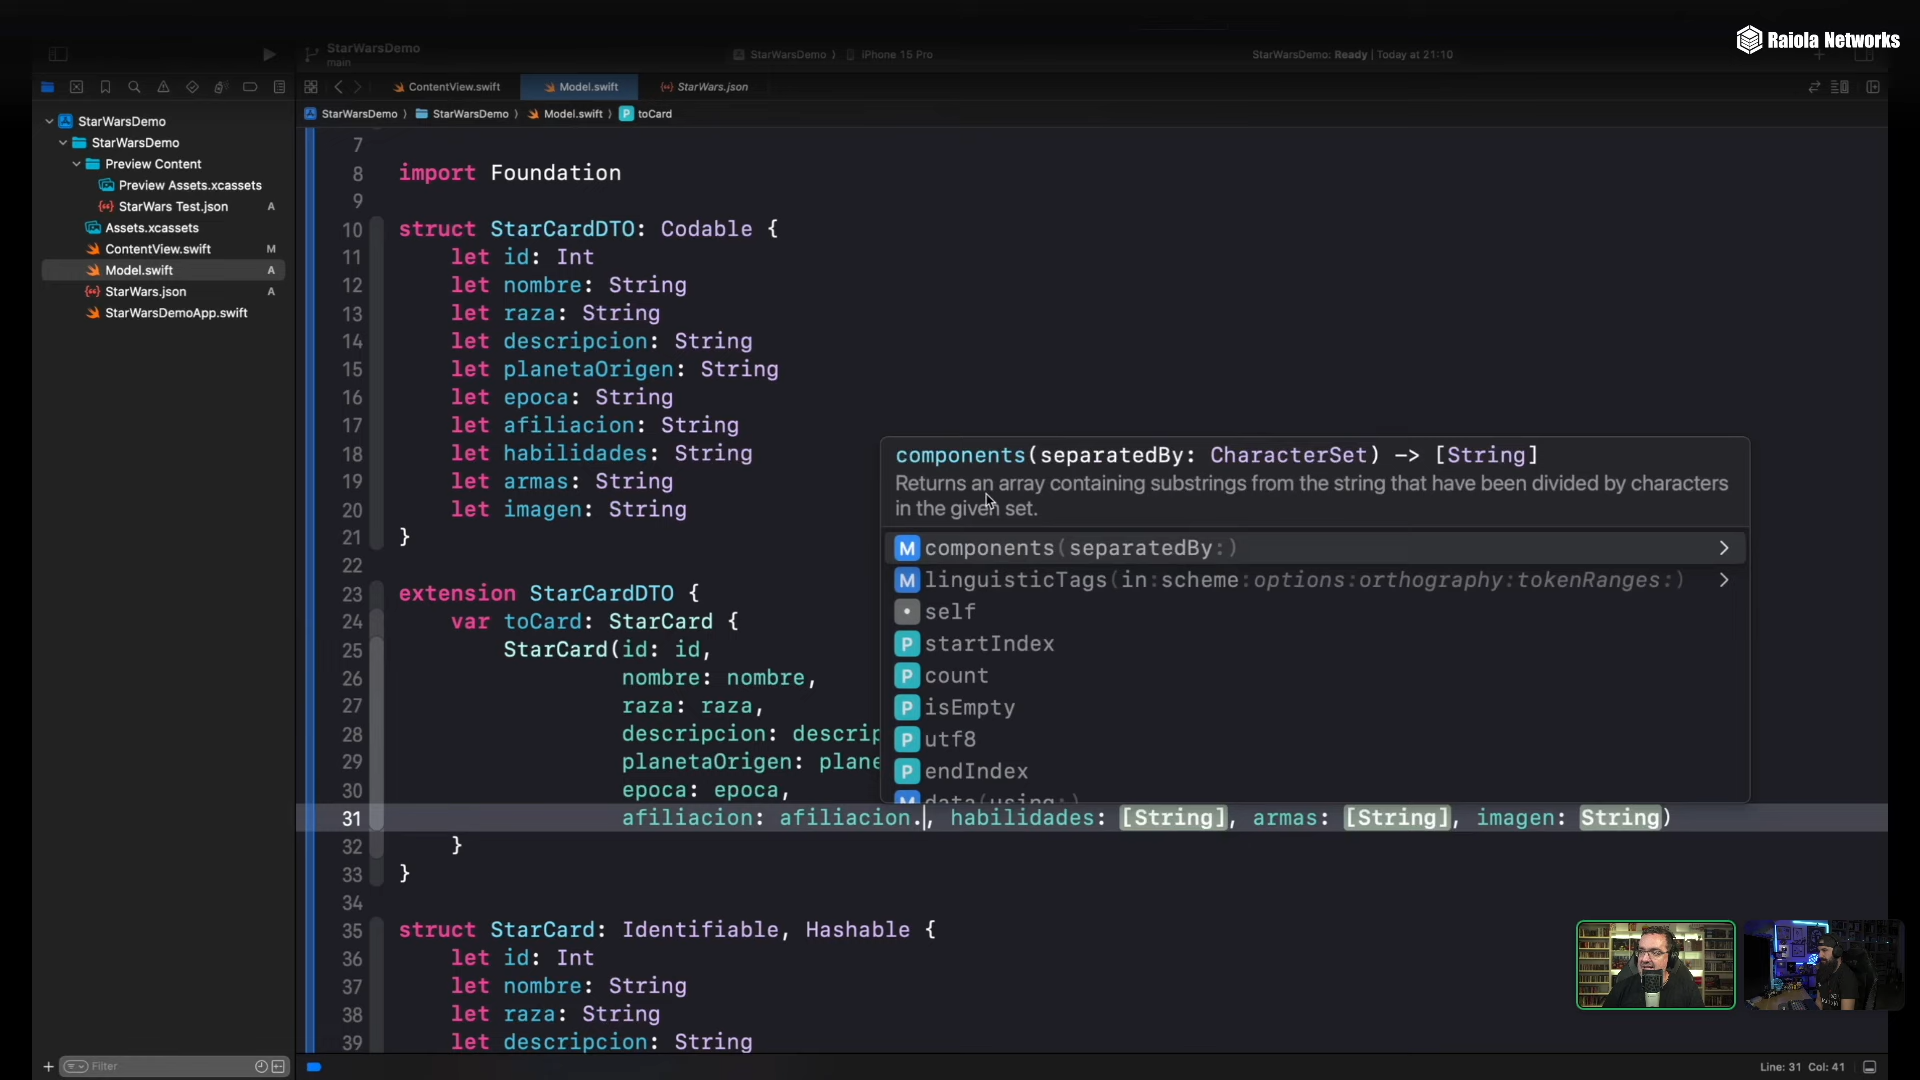 Raiola Networks
StarWarsDemo
main
StarWarsDemo
iPhone 15 Pro
StarWarsDemo: Ready | Today at 21:10
ContentView.swift
Model.swift
StarWars.json
StarWarsDemo
StarWarsDemo
Model.swift
toCard
StarWarsDemo
StarWarsDemo
Preview Content
Preview Assets.xcassets
StarWars Test.json A
Assets.xcassets
ContentView.swift M
Model.swift A
StarWars.json A
StarWarsDemoApp.swift
7
8 import Foundation
9
10 struct StarCardDTO: Codable {
11 let id: Int
12 let nombre: String
13 let raza: String
14 let descripcion: String
15 let planetaOrigen: String
16 let epoca: String
17 let afiliacion: String
18 let habilidades: String
19 let armas: String
20 let imagen: String
21 }
22
23 extension StarCardDTO {
24 var toCard: StarCard {
25 StarCard(id: id,
26 nombre: nombre,
27 raza: raza,
28 descripcion: descrip
29 planetaOrigen: plane
30 epoca: epoca,
31 afiliacion: afiliacion., habilidades: [String], armas: [String], imagen: String)
32 }
33 }
34
35 struct StarCard: Identifiable, Hashable {
36 let id: Int
37 let nombre: String
38 let raza: String
39 let descripcion: String
components(separatedBy: CharacterSet) -> [String]
Returns an array containing substrings from the string that have been divided by characters
in the given set.
M components(separatedBy:)
M linguisticTags(in:scheme:options:orthography:tokenRanges:)
self
P startIndex
P count
P isEmpty
P utf8
P endIndex
M data(using:)
Filter
Line: 31 Col: 41